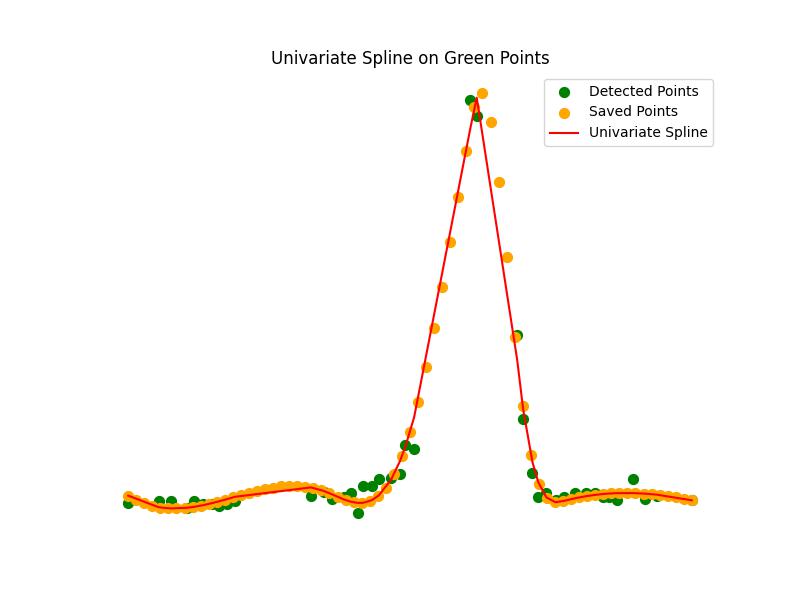 Univariate Spline on Green Points
Detected Points
Saved Points
Univariate Spline